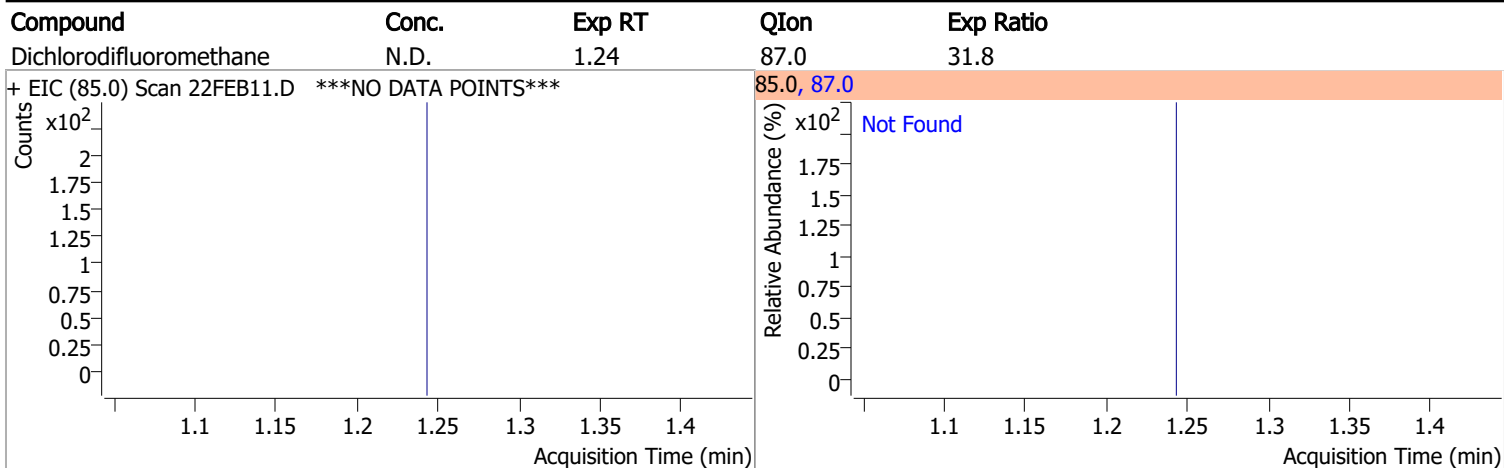 Compound Conc. Exp RT QIon Exp Ratio
Dichlorodifluoromethane N.D. 1.24 87.0 31.8
+ EIC (85.0) Scan 22FEB11.D ***NO DATA POINTS***
Counts
x10²
2
1.75
1.5
1.25
1
0.75
0.5
0.25
0
1.1 1.15 1.2 1.25 1.3 1.35 1.4
Acquisition Time (min)
85.0, 87.0
Relative Abundance (%)
x10²
Not Found
1.75
1.5
1.25
1
0.75
0.5
0.25
0
1.1 1.15 1.2 1.25 1.3 1.35 1.4
Acquisition Time (min)